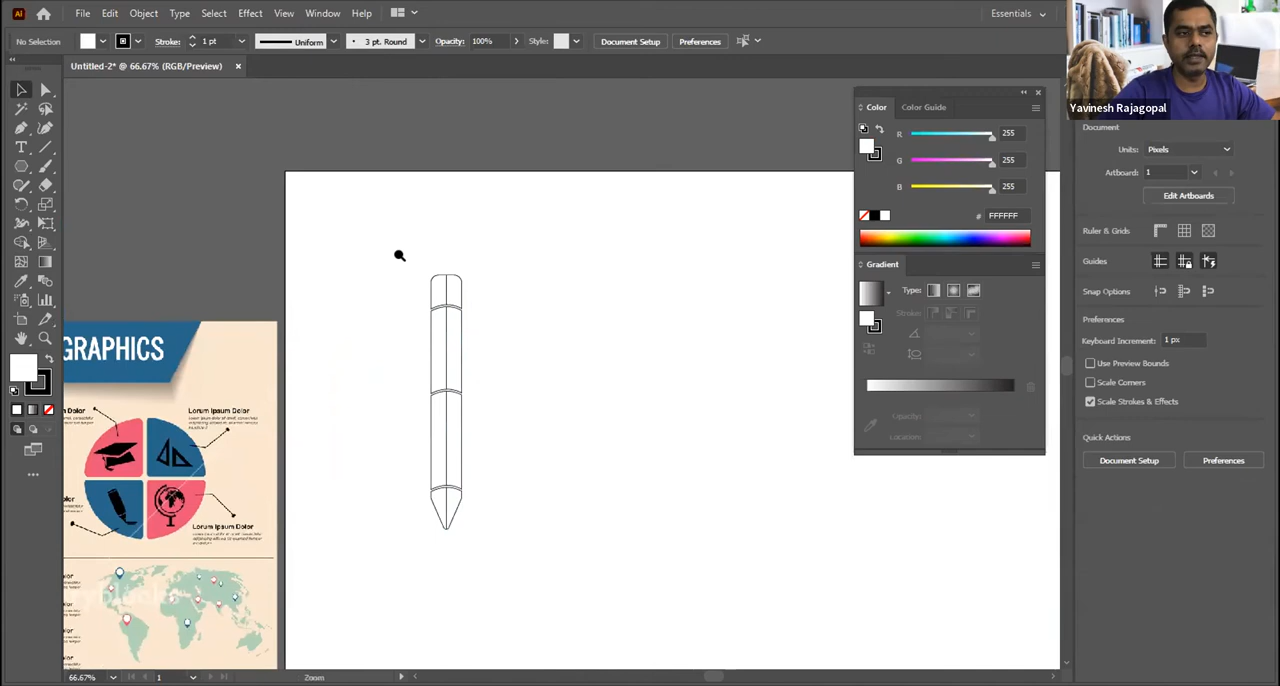 Ai File Edit Object Type Select Effect View Window Help Essentials
No Selection Stroke: 1 pt Uniform 3 pt. Round Opacity: 100% Style: Document Setup Preferences
Untitled-2* @ 66.67% (RGB/Preview)
Yavinesh Rajagopal
Color Color Guide
R 255
G 255
B 255
# FFFFFF
Gradient
Type:
Opacity:
Location:
Document
Units: Pixels
Artboard: 1
Edit Artboards
Ruler & Grids
Guides
Snap Options
Preferences
Keyboard Increment: 1 px
Use Preview Bounds
Scale Corners
Scale Strokes & Effects
Quick Actions
Document Setup Preferences
GRAPHICS
Dolor
Lorem Ipsum Dolor
Lorem Ipsum Dolor
66.67% 1 Zoom